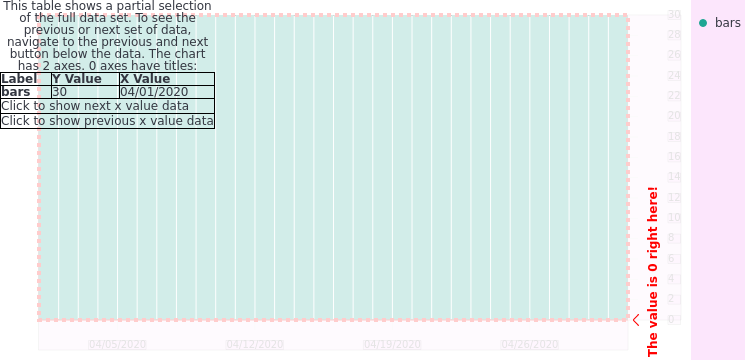 This table shows a partial selection
of the full data set. To see the
previous or next set of data,
navigate to the previous and next
button below the data. The chart
has 2 axes. 0 axes have titles:
Label Y Value X Value
bars 30 04/01/2020
Click to show next x value data
Click to show previous x value data
30
28
26
24
22
20
18
16
14
12
10
8
6
4
2
0
The value is 0 right here!
04/05/2020 04/12/2020 04/19/2020 04/26/2020
bars